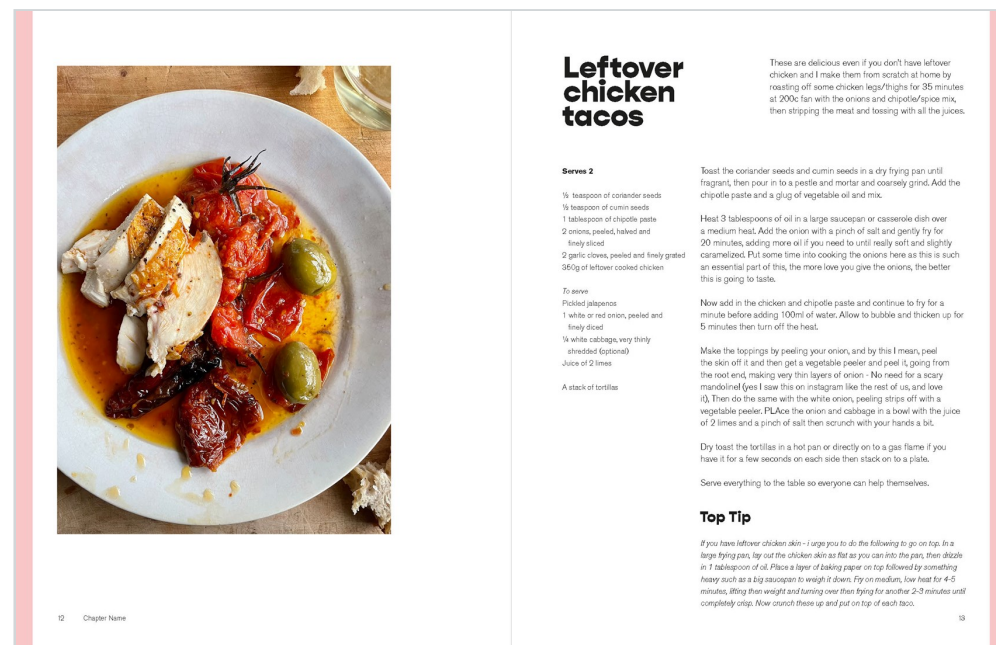 Leftover
chicken
tacos
These are delicious even if you don't have leftover
chicken and I make them from scratch at home by
roasting off some chicken legs/thighs for 35 minutes
at 200c fan with the onions and chipotle/spice mix,
then stripping the meat and tossing with all the juices.
Serves 2
½ teaspoon of coriander seeds
½ teaspoon of cumin seeds
1 tablespoon of chipotle paste
2 onions, peeled, halved and
finely sliced
2 garlic cloves, peeled and finely grated
350g of leftover cooked chicken
To serve
Pickled jalapenos
1 white or red onion, peeled and
finely diced
¼ white cabbage, very thinly
shredded (optional)
Juice of 2 limes
A stack of tortillas
Toast the coriander seeds and cumin seeds in a dry frying pan until
fragrant, then pour in to a pestle and mortar and coarsely grind. Add the
chipotle paste and a glug of vegetable oil and mix.
Heat 3 tablespoons of oil in a large saucepan or casserole dish over
a medium heat. Add the onion with a pinch of salt and gently fry for
20 minutes, adding more oil if you need to until really soft and slightly
caramelized. Put some time into cooking the onions here as this is such
an essential part of this, the more love you give the onions, the better
this is going to taste.
Now add in the chicken and chipotle paste and continue to fry for a
minute before adding 100ml of water. Allow to bubble and thicken up for
5 minutes then turn off the heat.
Make the toppings by peeling your onion, and by this I mean, peel
the skin off it and then get a vegetable peeler and peel it, going from
the root end, making very thin layers of onion - No need for a scary
mandoline! (yes I saw this on instagram like the rest of us, and love
it), Then do the same with the white onion, peeling strips off with a
vegetable peeler. PLAce the onion and cabbage in a bowl with the juice
of 2 limes and a pinch of salt then scrunch with your hands a bit.
Dry toast the tortillas in a hot pan or directly on to a gas flame if you
have it for a few seconds on each side then stack on to a plate.
Serve everything to the table so everyone can help themselves.
Top Tip
If you have leftover chicken skin - i urge you to do the following to go on top. In a
large frying pan, lay out the chicken skin as flat as you can into the pan, then drizzle
in 1 tablespoon of oil. Place a layer of baking paper on top followed by something
heavy such as a big saucepan to weigh it down. Fry on medium, low heat for 4-5
minutes, lifting then weight and turning over then frying for another 2-3 minutes until
completely crisp. Now crunch these up and put on top of each taco.
12 Chapter Name
13